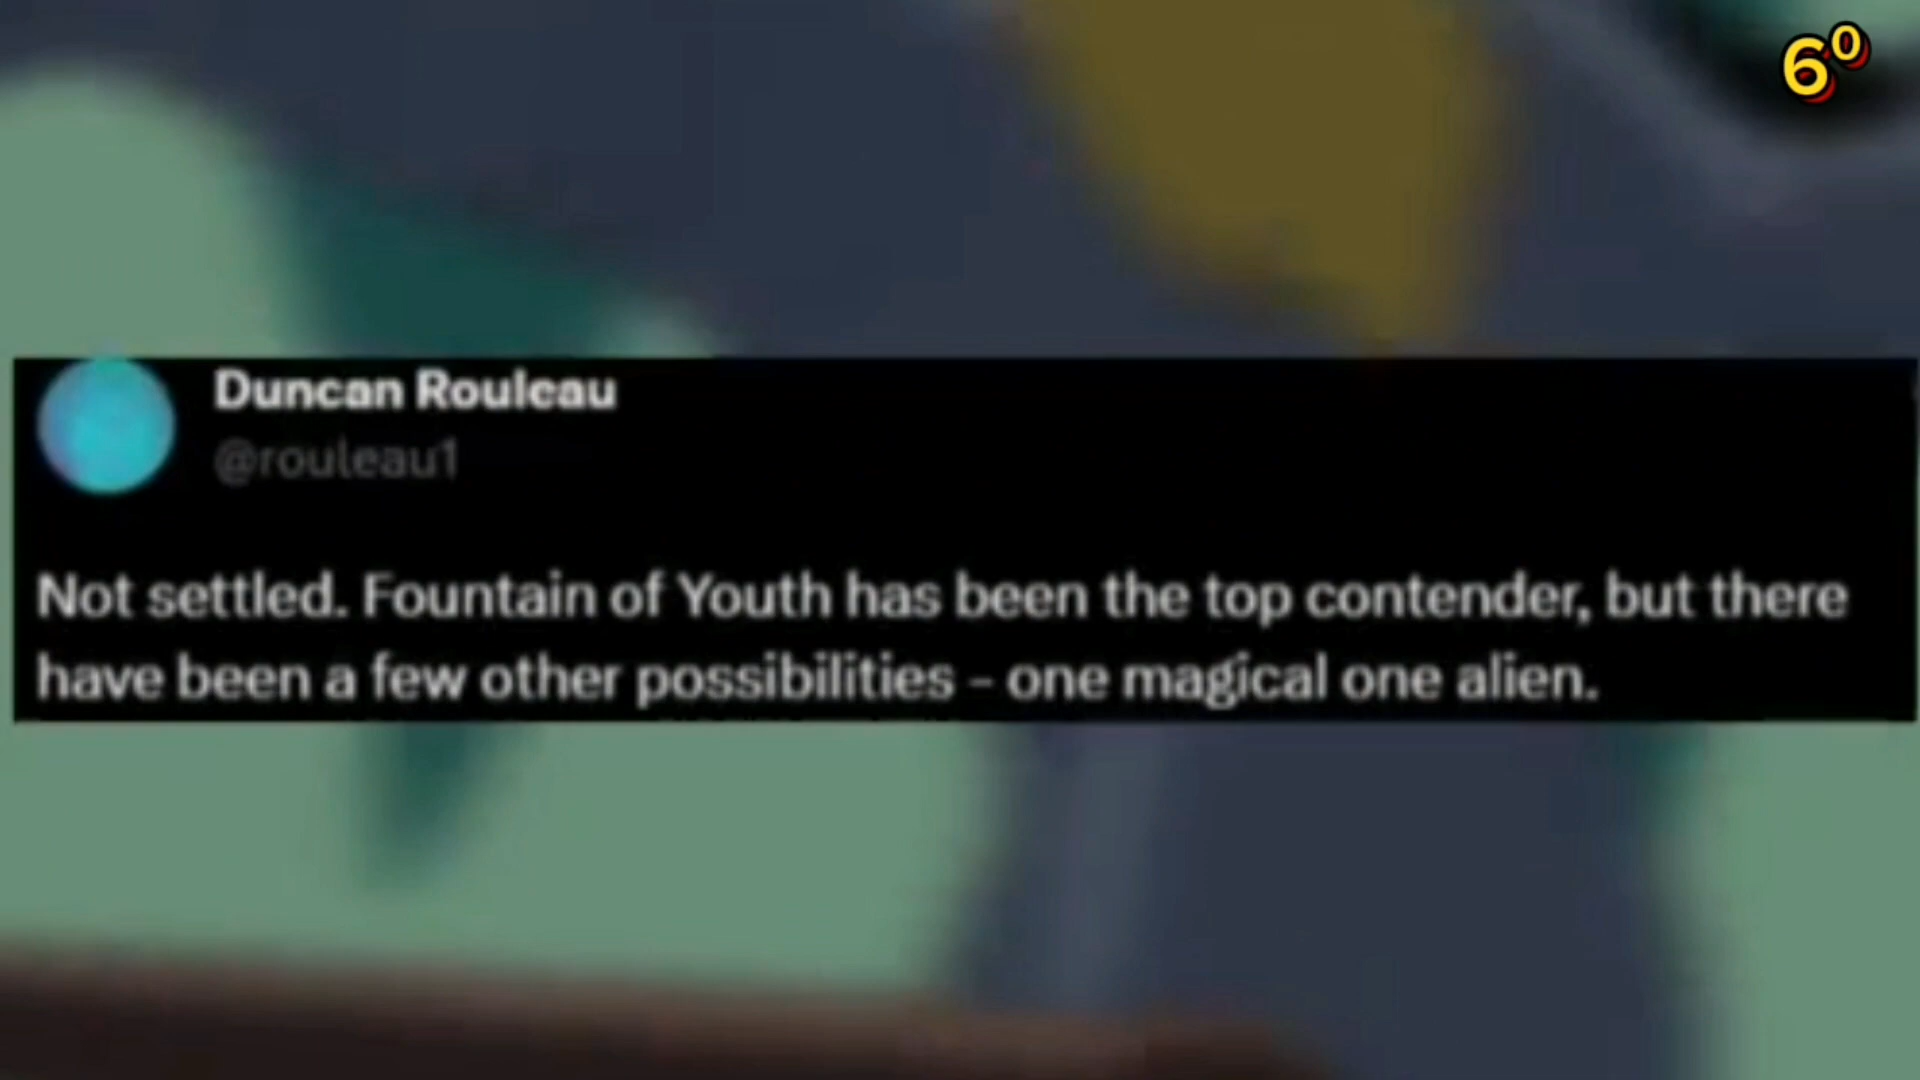 6⁰
Duncan Rouleau
@rouleau1
Not settled. Fountain of Youth has been the top contender, but there
have been a few other possibilities – one magical one alien.